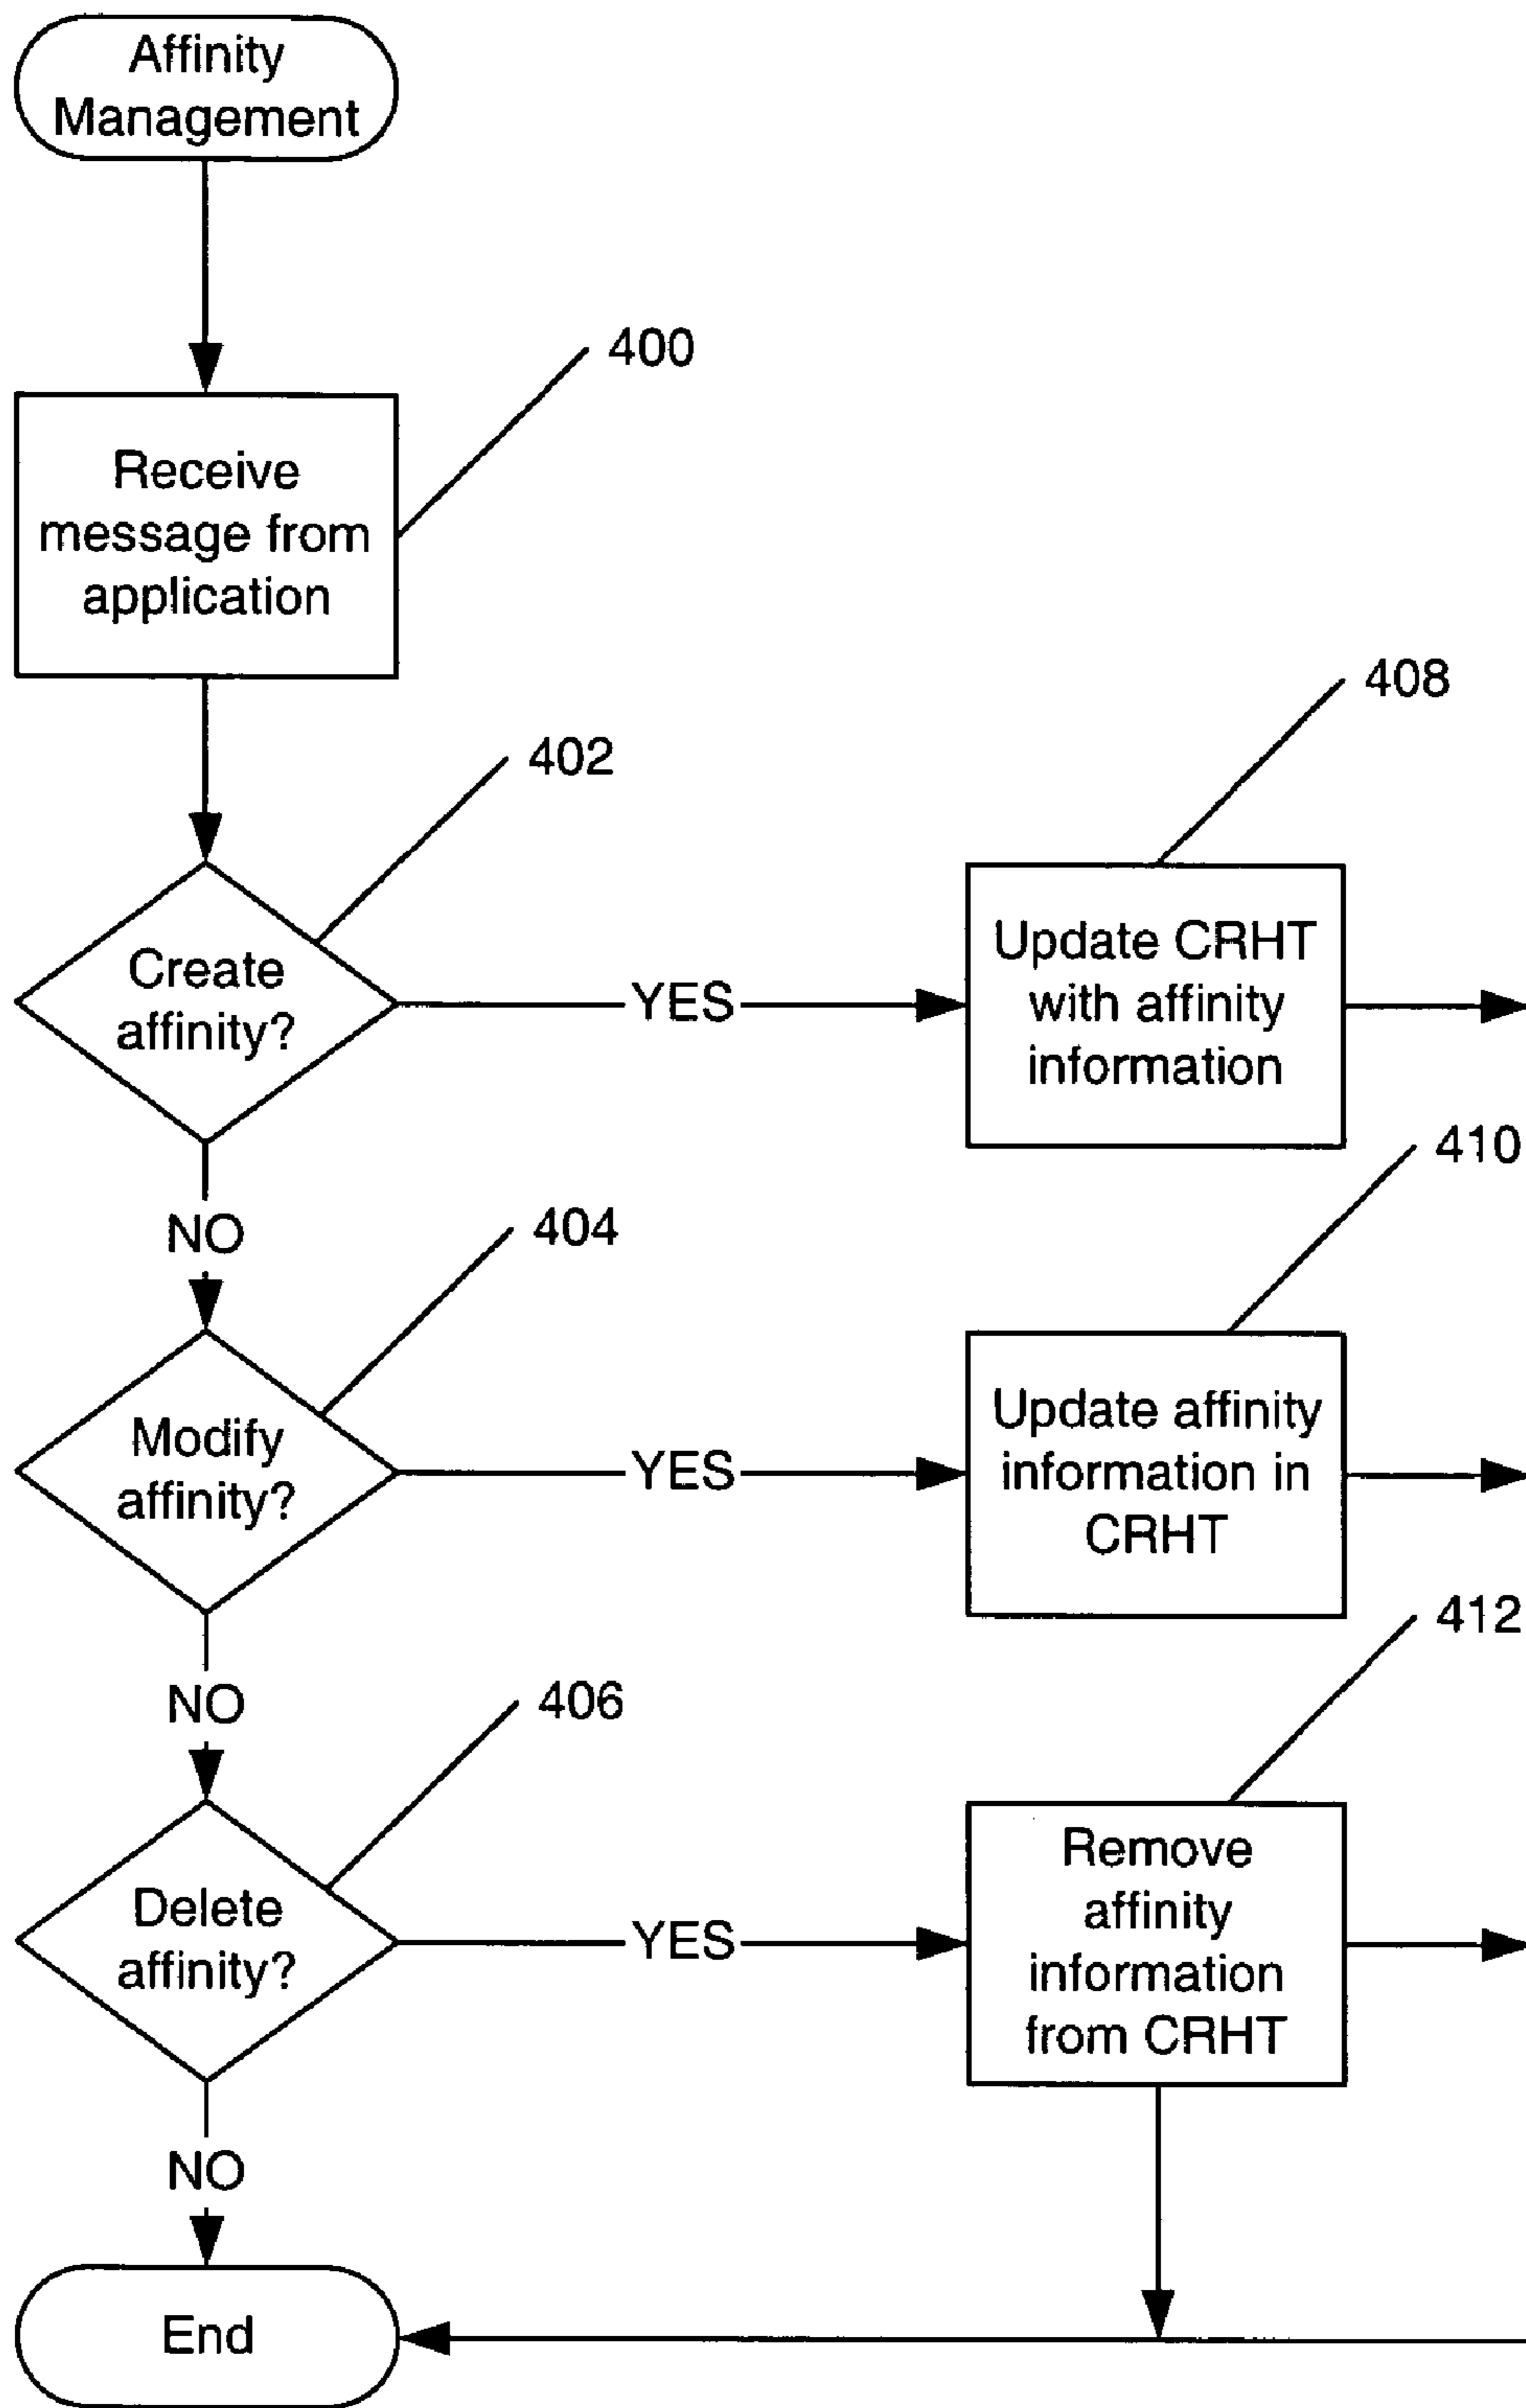 Affinity
Management
400
Receive
message from
application
408
402
Create
affinity?
YES
Update CRHT
with affinity
information
410
NO
404
Modify
affinity?
YES
Update affinity
information in
CRHT
412
NO
406
Delete
affinity?
YES
Remove
affinity
information
from CRHT
NO
End